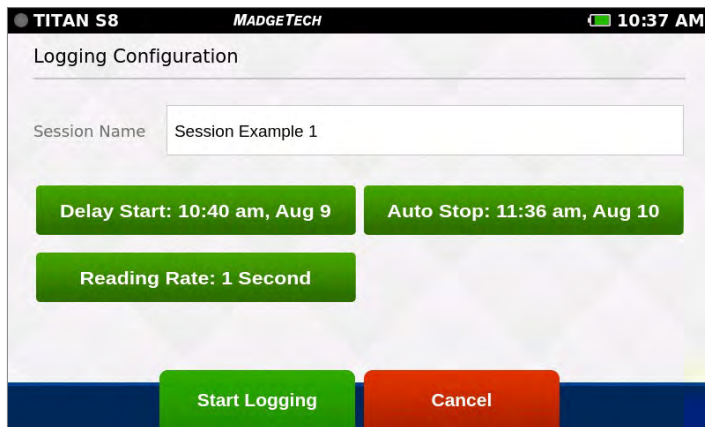 TITAN S8 MADGETECH 10:37 AM
Logging Configuration
Session Name Session Example 1
Delay Start: 10:40 am, Aug 9 Auto Stop: 11:36 am, Aug 10
Reading Rate: 1 Second
Start Logging Cancel